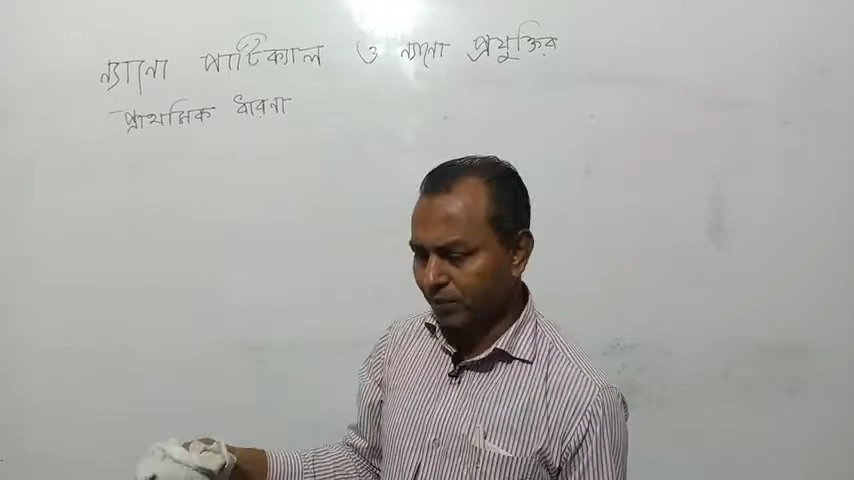 ন্যানো পার্টিক্যাল ও ন্যানো প্রযুক্তির
প্রাথমিক ধারনা